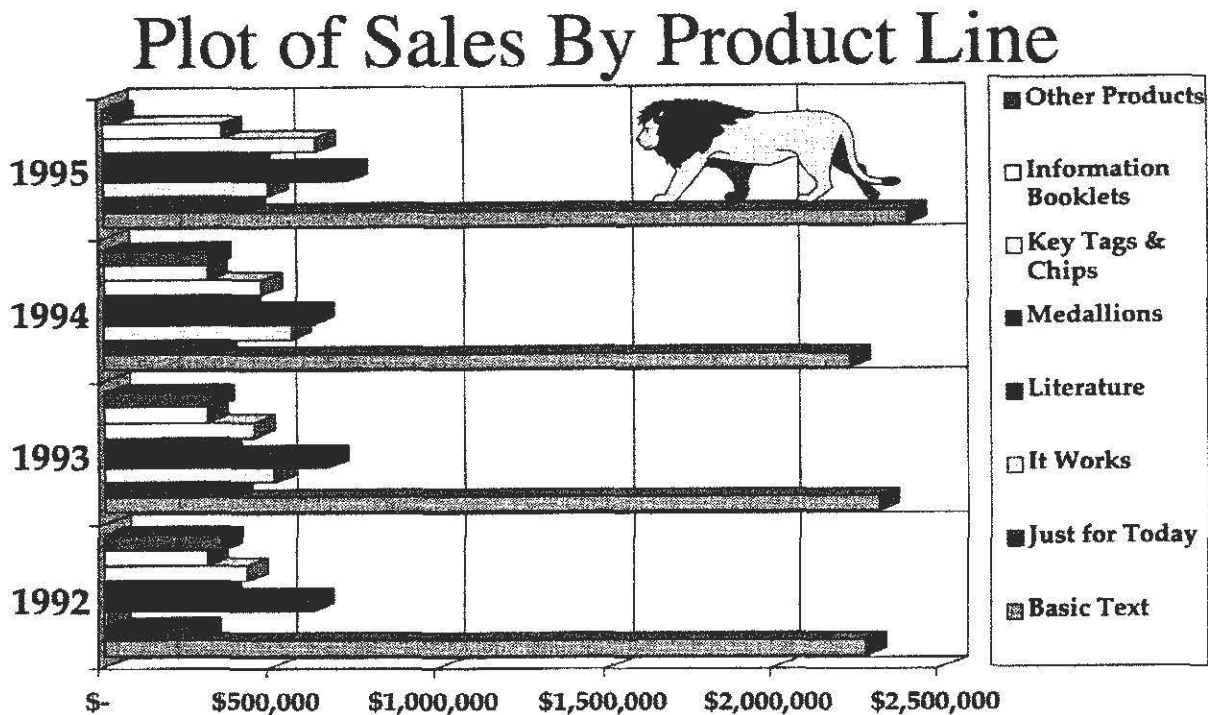 Plot of Sales By Product Line
1995
1994
1993
1992
$-
$500,000
$1,000,000
$1,500,000
$2,000,000
$2,500,000
Other Products
Information
Booklets
Key Tags &
Chips
Medallions
Literature
It Works
Just for Today
Basic Text